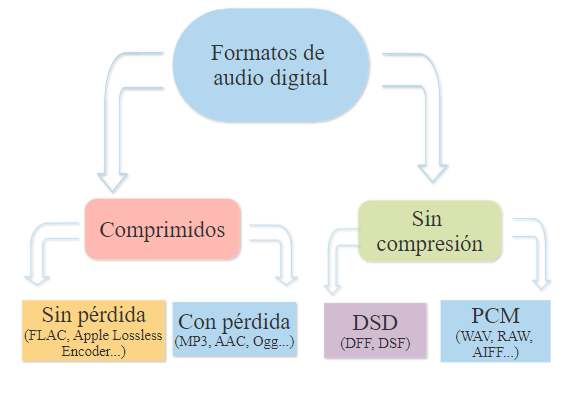 Formatos de
audio digital
Comprimidos
Sin
compresión
Sin pérdida
(FLAC, Apple Lossless
Encoder...)
Con pérdida
(MP3, AAC, Ogg...)
DSD
(DFF, DSF)
PCM
(WAV, RAW,
AIFF...)